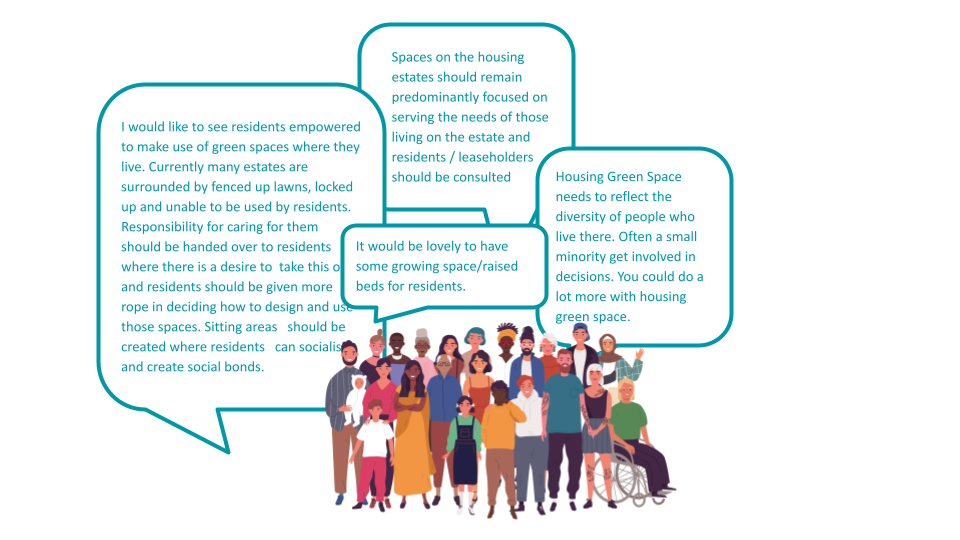 Spaces on the housing
estates should remain
predominantly focused on
serving the needs of those
living on the estate and
residents / leaseholders
should be consulted
I would like to see residents empowered
to make use of green spaces where they
live. Currently many estates are
surrounded by fenced up lawns, locked
up and unable to be used by residents.
Responsibility for caring for them
should be handed over to residents
where there is a desire to take this o
and residents should be given more
rope in deciding how to design and use
those spaces. Sitting areas should be
created where residents can socialis
and create social bonds.
Housing Green Space
needs to reflect the
diversity of people who
live there. Often a small
minority get involved in
decisions. You could do a
lot more with housing
green space.
It would be lovely to have
some growing space/raised
beds for residents.